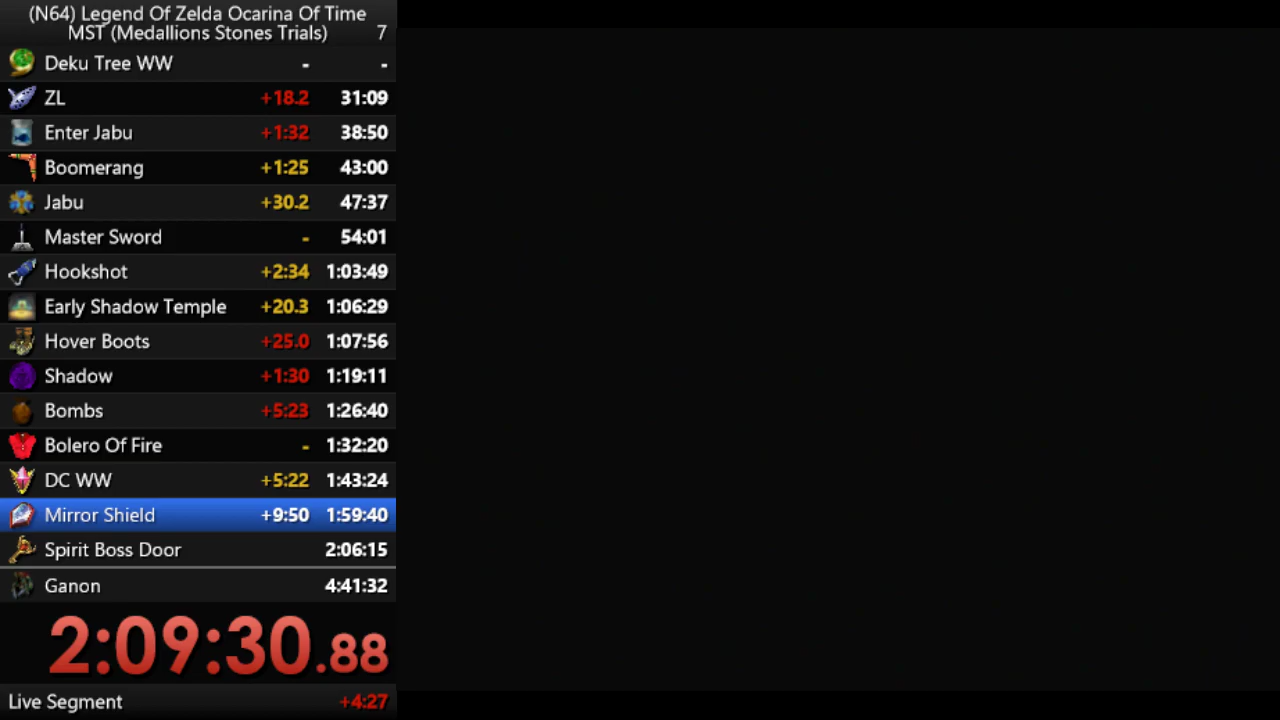 (N64) Legend Of Zelda Ocarina Of Time
MST (Medallions Stones Trials) 7
Deku Tree WW - -
ZL +18.2 31:09
Enter Jabu +1:32 38:50
Boomerang +1:25 43:00
Jabu +30.2 47:37
Master Sword - 54:01
Hookshot +2:34 1:03:49
Early Shadow Temple +20.3 1:06:29
Hover Boots +25.0 1:07:56
Shadow +1:30 1:19:11
Bombs +5:23 1:26:40
Bolero Of Fire - 1:32:20
DC WW +5:22 1:43:24
Mirror Shield +9:50 1:59:40
Spirit Boss Door 2:06:15
Ganon 4:41:32
2:09:30.88
Live Segment +4:27